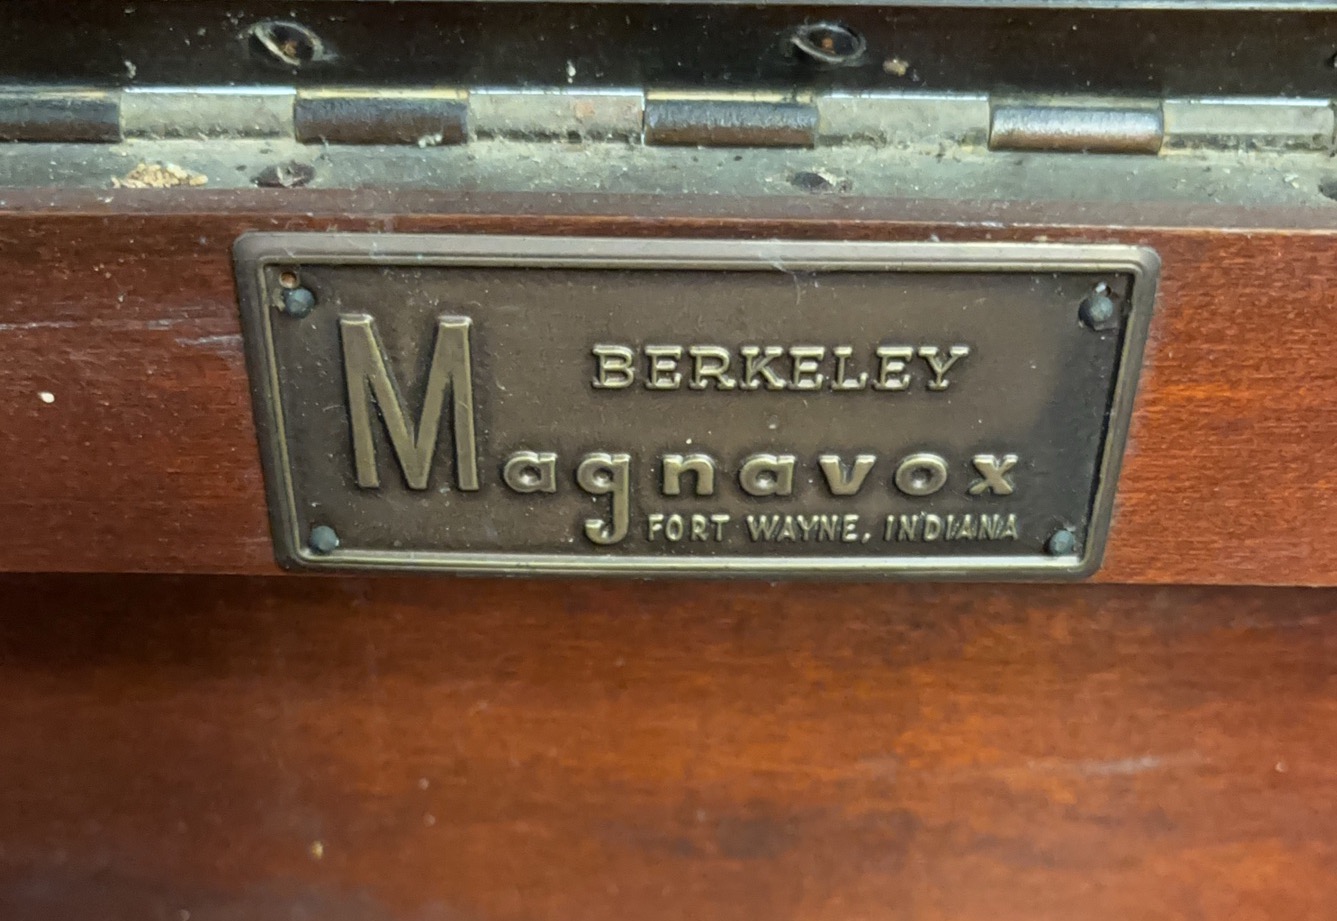 BERKELEY
Magnavox
FORT WAYNE, INDIANA